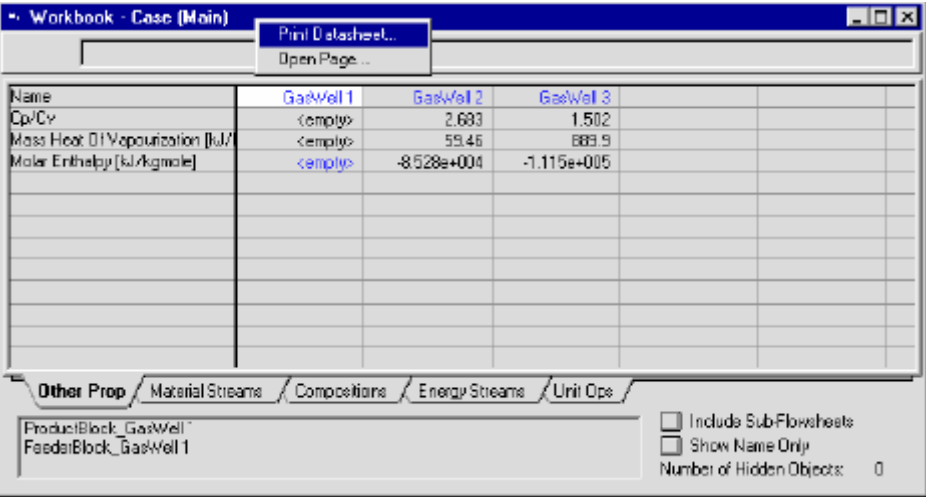 Workbook - Case (Main)
Print Datasheet...
Open Page...
Name GasWell 1 GasWell 2 GasWell 3
Cp/Cv <empty> 2.683 1.502
Mass Heat Of Vapourization [kJ/ <empty> 59.46 889.9
Molar Enthalpy [kJ/kgmole] <empty> -8.528e+004 -1.115e+005
Other Prop Material Streams Compositions Energy Streams Unit Ops
ProductBlock_GasWell 1
FeederBlock_GasWell 1
Include Sub-Flowsheets
Show Name Only
Number of Hidden Objects: 0